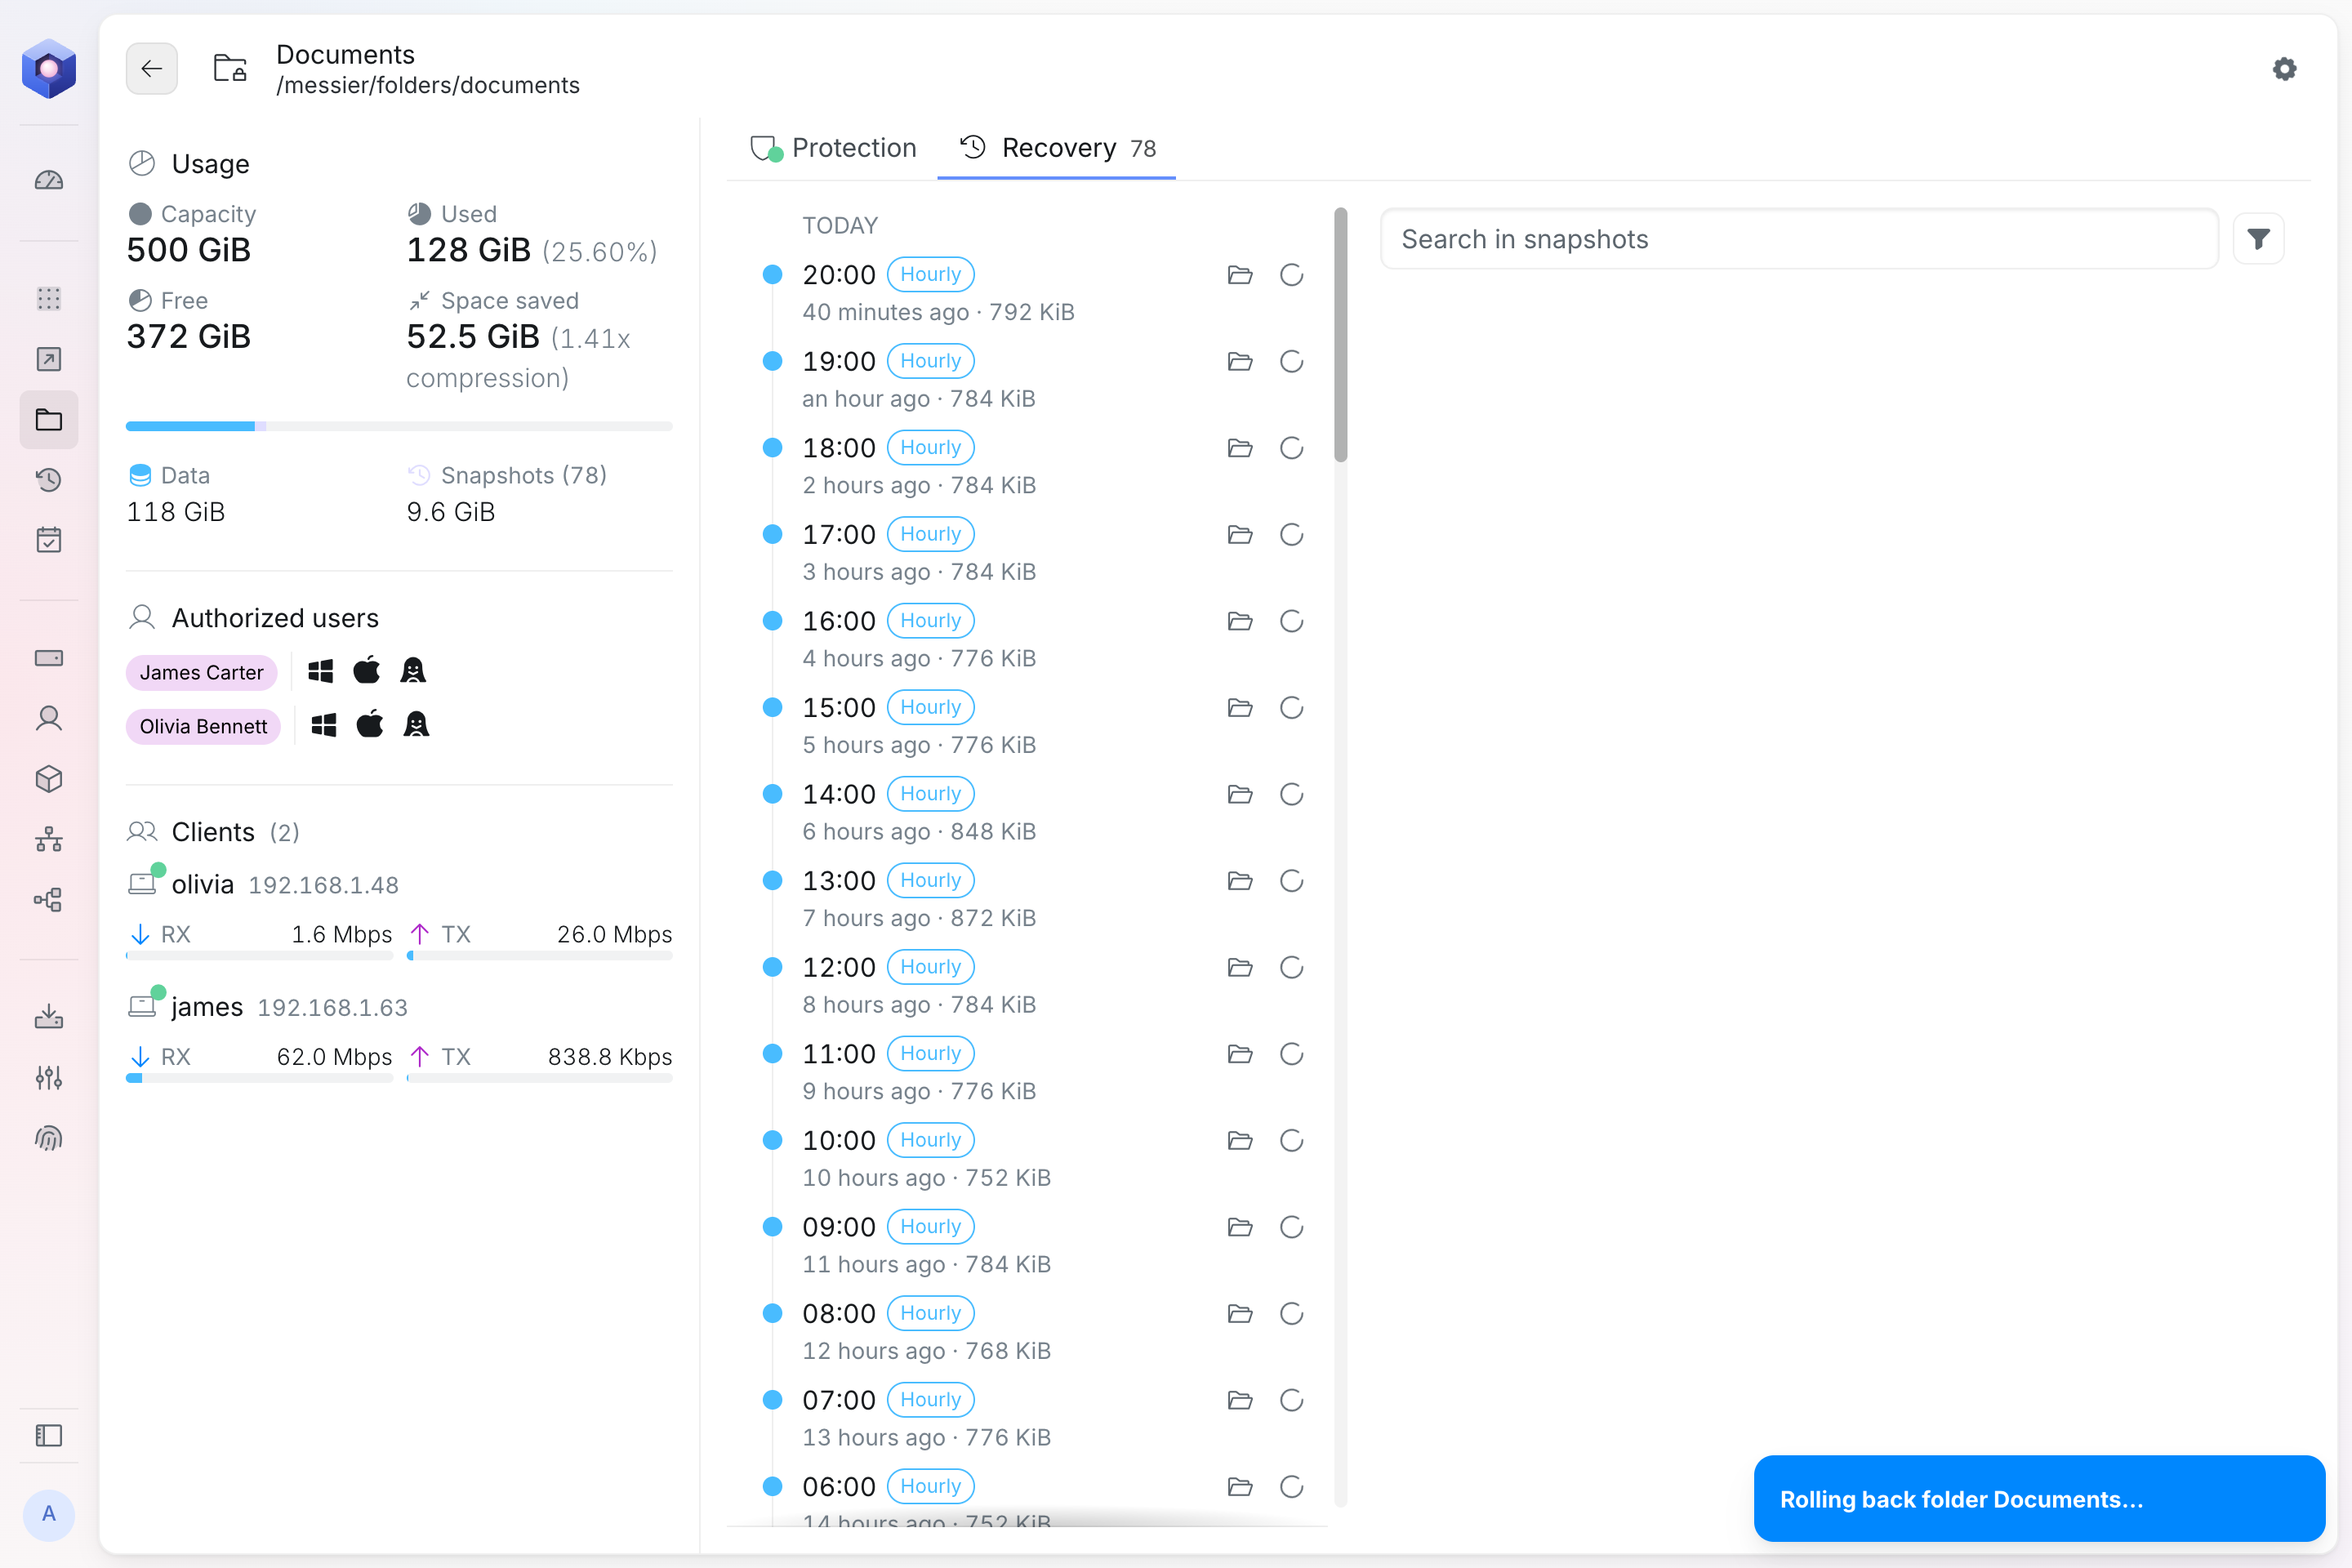 Documents
/messier/folders/documents
Usage
Capacity
500 GiB
Used
128 GiB (25.60%)
Free
372 GiB
Space saved
52.5 GiB (1.41x
compression)
Data
118 GiB
Snapshots (78)
9.6 GiB
Authorized users
James Carter
Olivia Bennett
Clients (2)
olivia 192.168.1.48
RX 1.6 Mbps TX 26.0 Mbps
james 192.168.1.63
RX 62.0 Mbps TX 838.8 Kbps
Protection Recovery 78
TODAY
20:00 Hourly
40 minutes ago · 792 KiB
19:00 Hourly
an hour ago · 784 KiB
18:00 Hourly
2 hours ago · 784 KiB
17:00 Hourly
3 hours ago · 784 KiB
16:00 Hourly
4 hours ago · 776 KiB
15:00 Hourly
5 hours ago · 776 KiB
14:00 Hourly
6 hours ago · 848 KiB
13:00 Hourly
7 hours ago · 872 KiB
12:00 Hourly
8 hours ago · 784 KiB
11:00 Hourly
9 hours ago · 776 KiB
10:00 Hourly
10 hours ago · 752 KiB
09:00 Hourly
11 hours ago · 784 KiB
08:00 Hourly
12 hours ago · 768 KiB
07:00 Hourly
13 hours ago · 776 KiB
06:00 Hourly
14 hours ago · 752 KiB
Search in snapshots
Rolling back folder Documents...
A